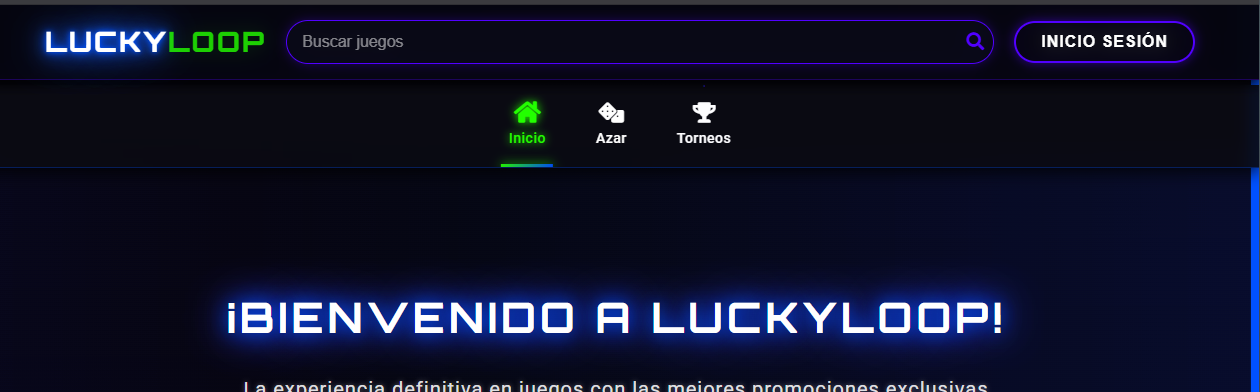 LUCKYLOOP
Buscar juegos
INICIO SESIÓN
Inicio
Azar
Torneos
¡BIENVENIDO A LUCKYLOOP!
La experiencia definitiva en juegos con las mejores promociones exclusivas